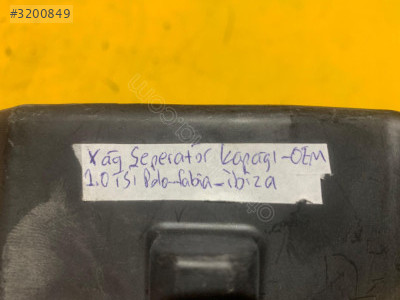 #3200849
Yağ Seperatör kapağı-OEM
1.0 TSi Polo-fabia-ibiza